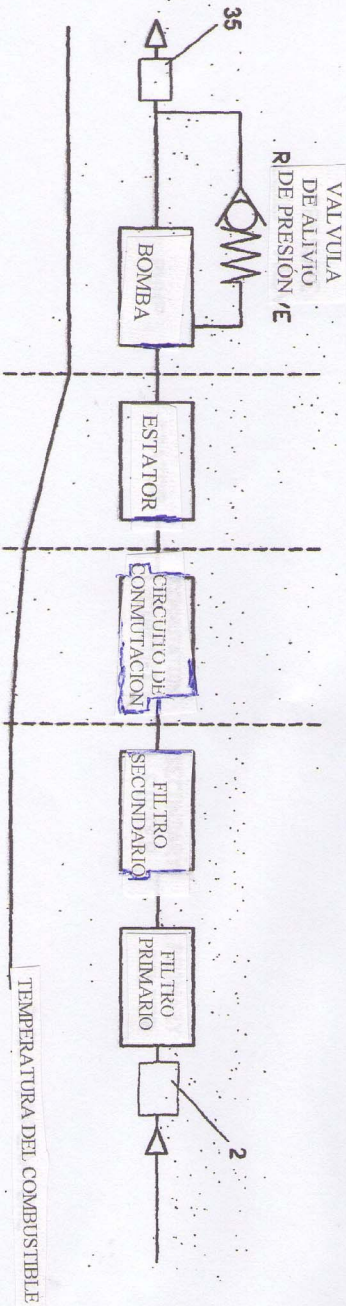 35
VALVULA
DE ALIVIO
R DE PRESIÓN /E
BOMBA
ESTATOR
CIRCUITO DE
CONMUTACION
FILTRO
SECUNDARIO
FILTRO
PRIMARIO
2
TEMPERATURA DEL COMBUSTIBLE